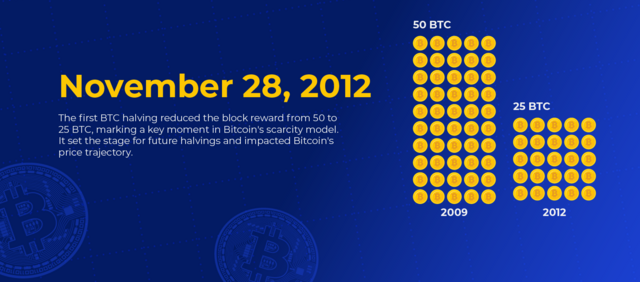 November 28, 2012
The first BTC halving reduced the block reward from 50 to
25 BTC, marking a key moment in Bitcoin's scarcity model.
It set the stage for future halvings and impacted Bitcoin's
price trajectory.
50 BTC
2009
25 BTC
2012